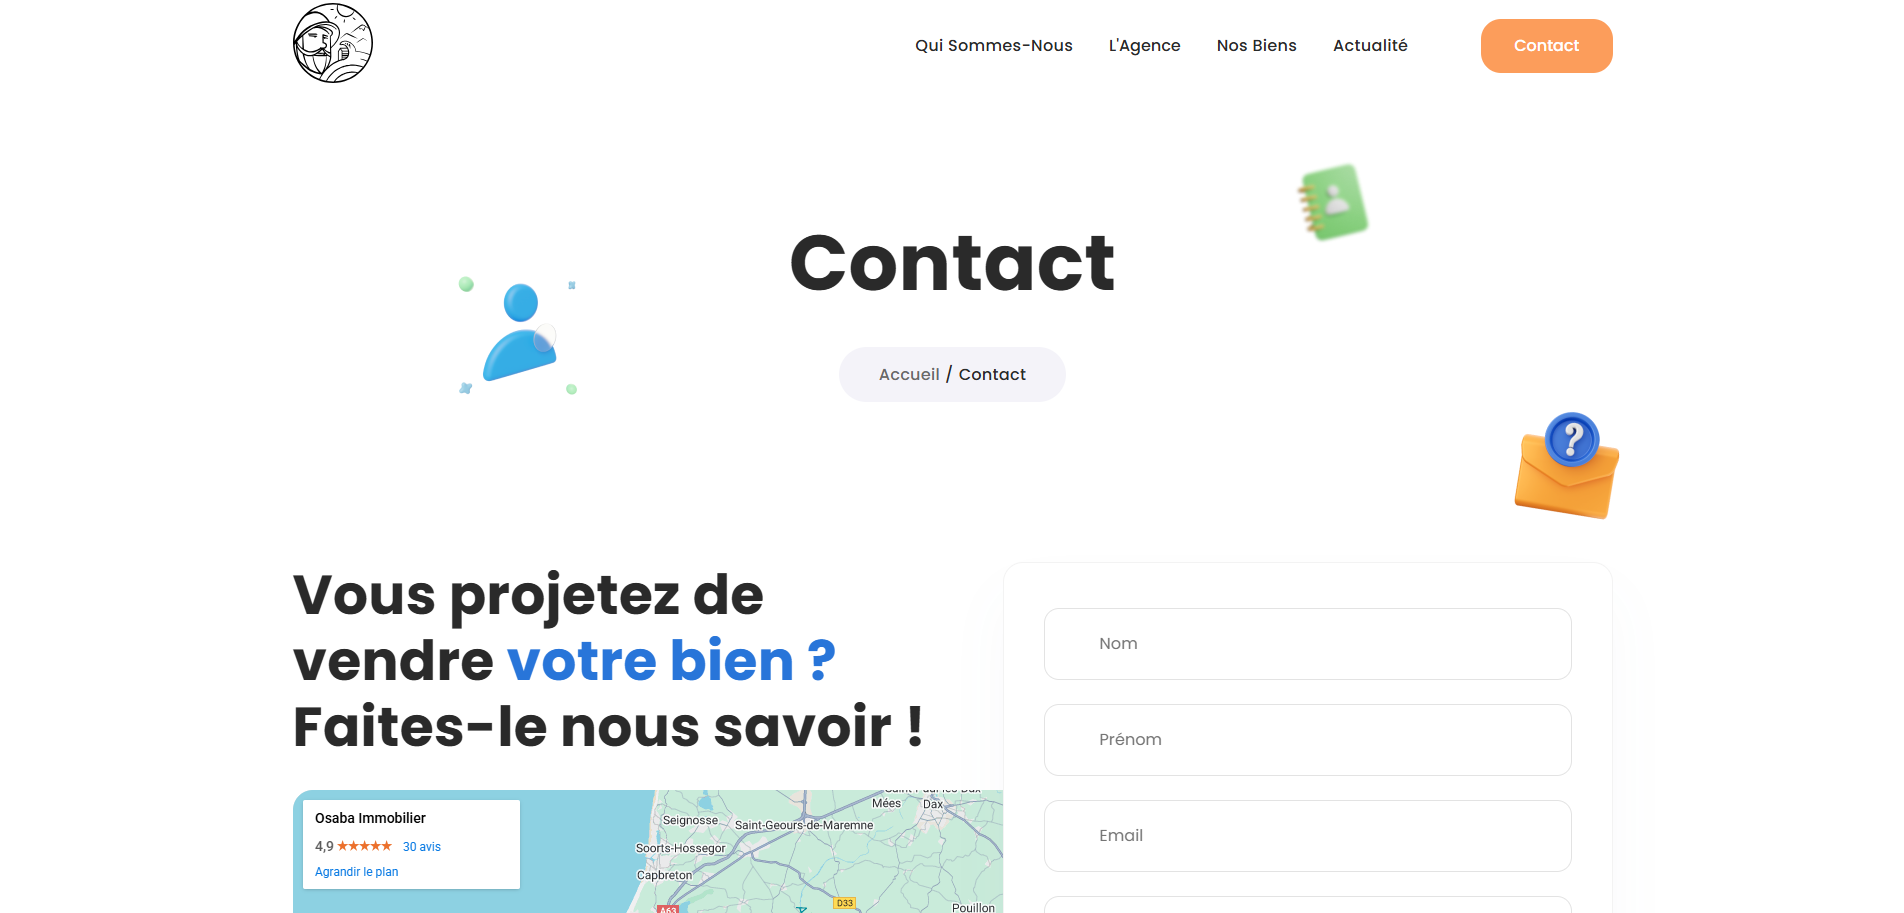 Qui Sommes-Nous
L'Agence
Nos Biens
Actualité
Contact
Contact
Accueil / Contact
?
Vous projetez de
vendre votre bien ?
Faites-le nous savoir !
Nom
Prénom
Email
Osaba Immobilier
4,9 ★★★★★ 30 avis
Agrandir le plan
Mées
Dax
Seignosse
Saint-Geours-de-Maremne
Soorts-Hossegor
Capbreton
D33
A63
Pouillon